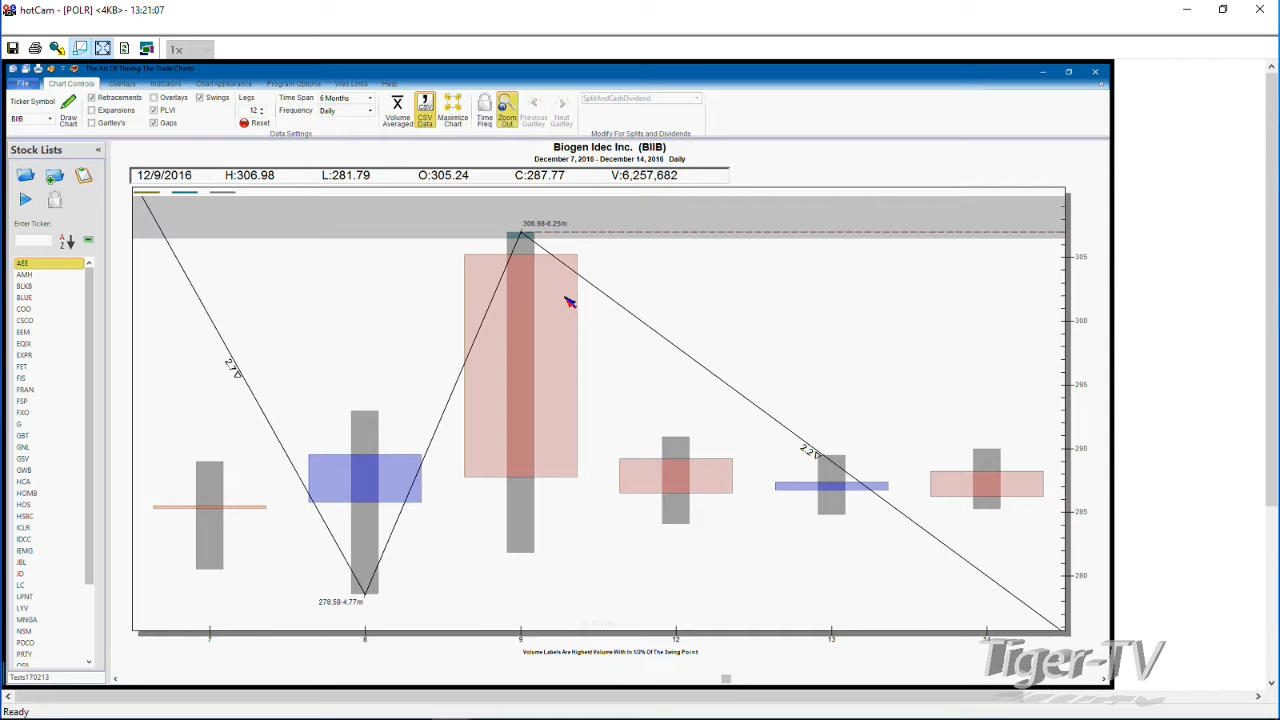 hotCam - [POLR] <4KB> - 13:21:07
1x
The Art Of Timing The Trade Charts
File Chart Controls Overlays Indicators Chart Appearance Program Options Web Links Help
Ticker Symbol
BIIB
Draw Chart
Retracements Overlays Swings
Expansions PLVI
Gartley's Gaps
Legs
12
Reset
Time Span 6 Months
Frequency Daily
Data Settings
Volume Averaged
CSV Data
Maximize Chart
Time Freq
Zoom Out
Previous Gartley
Next Gartley
SplitAndCashDividend
Modify For Splits and Dividends
Stock Lists
Enter Ticker:
AEE
AMH
BLKB
BLUE
COO
CSCO
EEM
EQIX
EXPR
FET
FIS
FRAN
FSP
FXO
G
GBT
GNL
GSV
GWB
HCA
HOMB
HOS
HSBC
ICLR
IDCC
IEMG
JBL
JD
LC
LPNT
LYV
MNGA
NSM
PDCO
PRTY
Tests170213
Biogen Idec Inc. (BIIB)
December 7, 2016 - December 14, 2016 Daily
12/9/2016 H:306.98 L:281.79 O:305.24 C:287.77 V:6,257,682
306.98-6.25m
2.7
2.2
278.58-4.77m
305
300
295
290
285
280
7 8 9 12 13 14
Volume Labels Are Highest Volume With In 1/2% Of The Swing Point
Tiger-TV
Ready